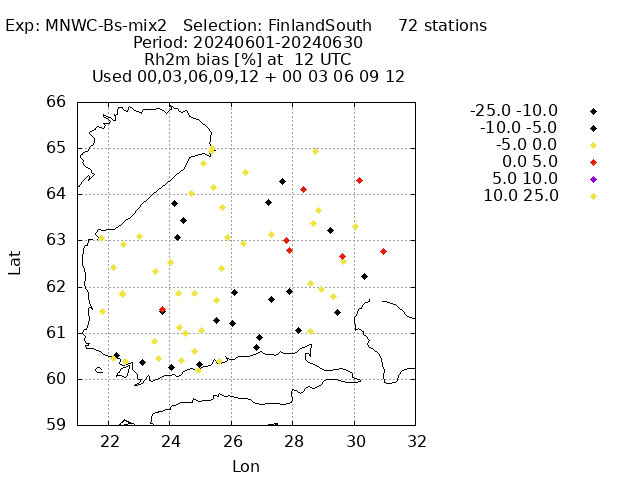 Exp: MNWC-Bs-mix2 Selection: FinlandSouth 72 stations
Period: 20240601-20240630
Rh2m bias [%] at 12 UTC
Used 00,03,06,09,12 + 00 03 06 09 12
-25.0 -10.0
-10.0 -5.0
-5.0 0.0
0.0 5.0
5.0 10.0
10.0 25.0
66
65
64
63
62
61
60
59
Lat
22 24 26 28 30 32
Lon